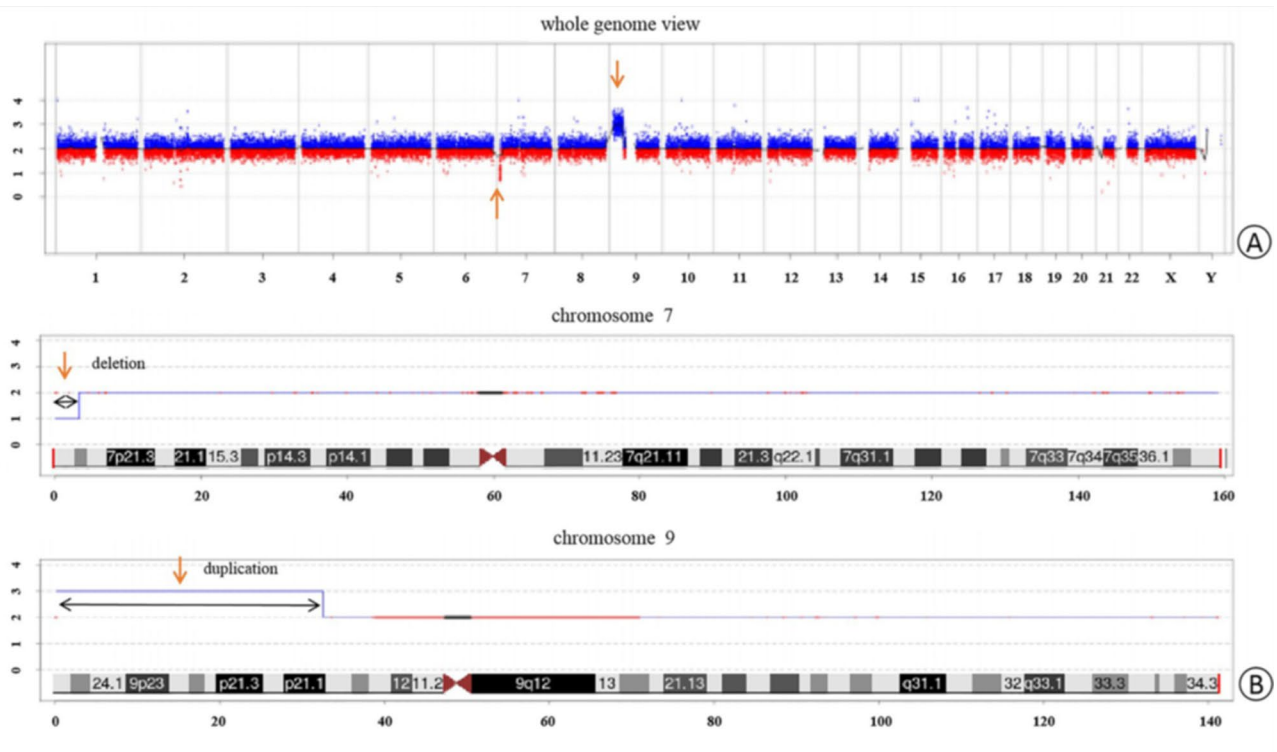 whole genome view
4
3
2
1
0
A
1 2 3 4 5 6 7 8 9 10 11 12 13 14 15 16 17 18 19 20 21 22 X Y
chromosome 7
4
3
2
1
0
deletion
7p21.3 21.1 15.3 p14.3 p14.1 11.23 7q21.11 21.3 q22.1 7q31.1 7q33 7q34 7q35 36.1
0 20 40 60 80 100 120 140 160
chromosome 9
4
3
2
1
0
duplication
24.1 9p23 p21.3 p21.1 12 11.2 9q12 13 21.13 q31.1 32 q33.1 33.3 34.3
B
0 20 40 60 80 100 120 140